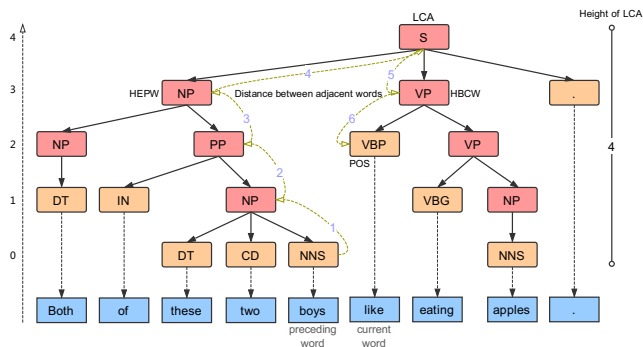 LCA
Height of LCA
4
S
3
HEPW
NP
4
Distance between adjacent words
5
VP
HBCW
.
3
6
2
NP
PP
VBP
VP
POS
4
2
1
DT
IN
NP
VBG
NP
1
0
DT
CD
NNS
NNS
Both
of
these
two
boys
like
eating
apples
.
preceding
word
current
word